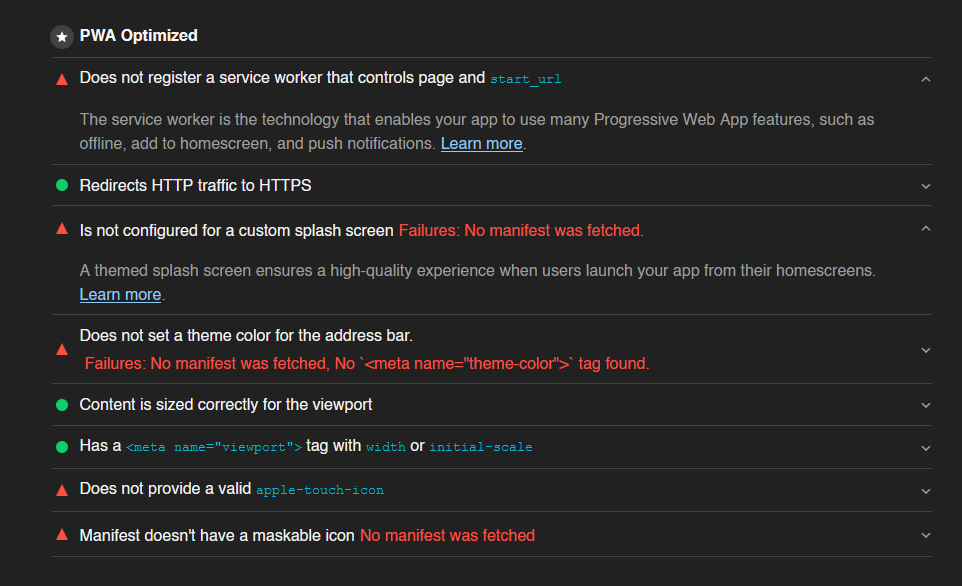 PWA Optimized
Does not register a service worker that controls page and start_url
The service worker is the technology that enables your app to use many Progressive Web App features, such as
offline, add to homescreen, and push notifications. Learn more.
Redirects HTTP traffic to HTTPS
Is not configured for a custom splash screen Failures: No manifest was fetched.
A themed splash screen ensures a high-quality experience when users launch your app from their homescreens.
Learn more.
Does not set a theme color for the address bar.
Failures: No manifest was fetched, No `<meta name="theme-color">` tag found.
Content is sized correctly for the viewport
Has a <meta name="viewport"> tag with width or initial-scale
Does not provide a valid apple-touch-icon
Manifest doesn't have a maskable icon No manifest was fetched